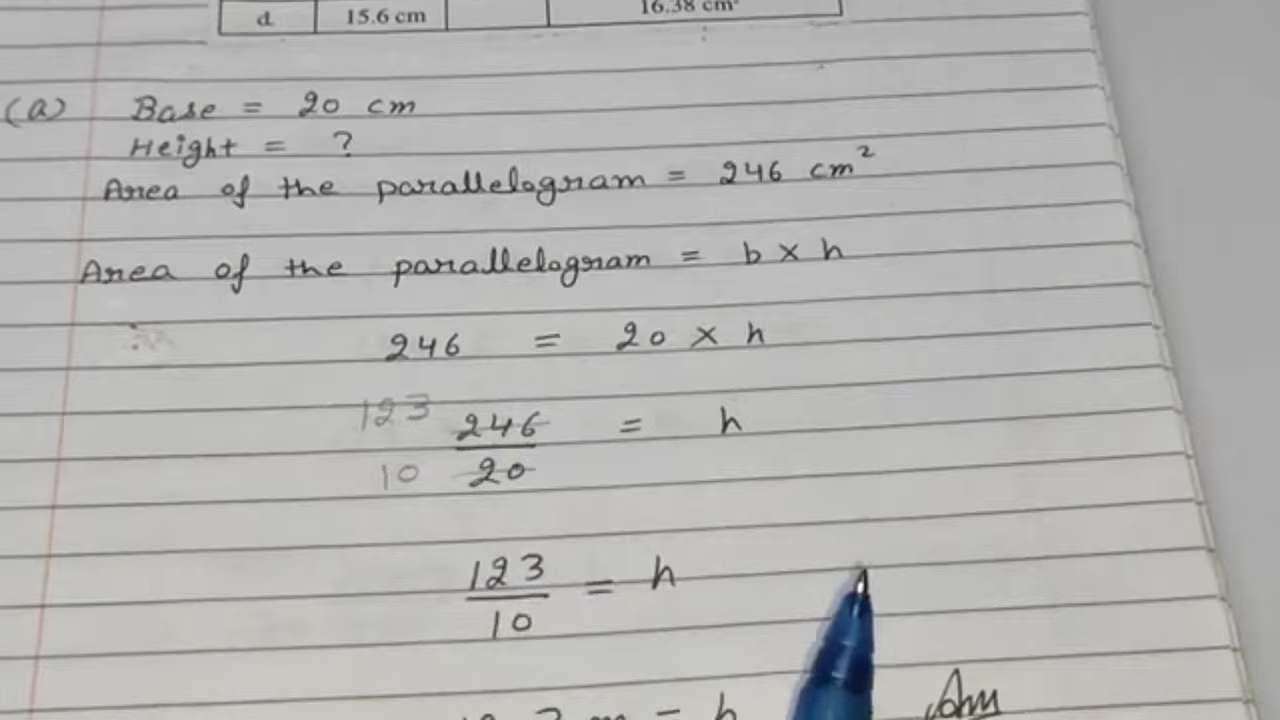 d 15.6 cm 16.38 cm²
(a) Base = 20 cm
Height = ?
Area of the parallelogram = 246 cm²
Area of the parallelogram = b × h
246 = 20 × h
123 246 = h
10 20
123 = h
10
= h Ans